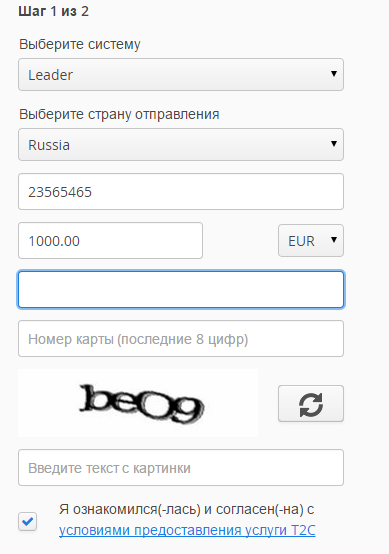 Шаг 1 из 2
Выберите систему
Leader
Выберите страну отправления
Russia
23565465
1000.00 EUR
Номер карты (последние 8 цифр)
beOg
Введите текст с картинки
Я ознакомился(-лась) и согласен(-на) с
условиями предоставления услуги T2C